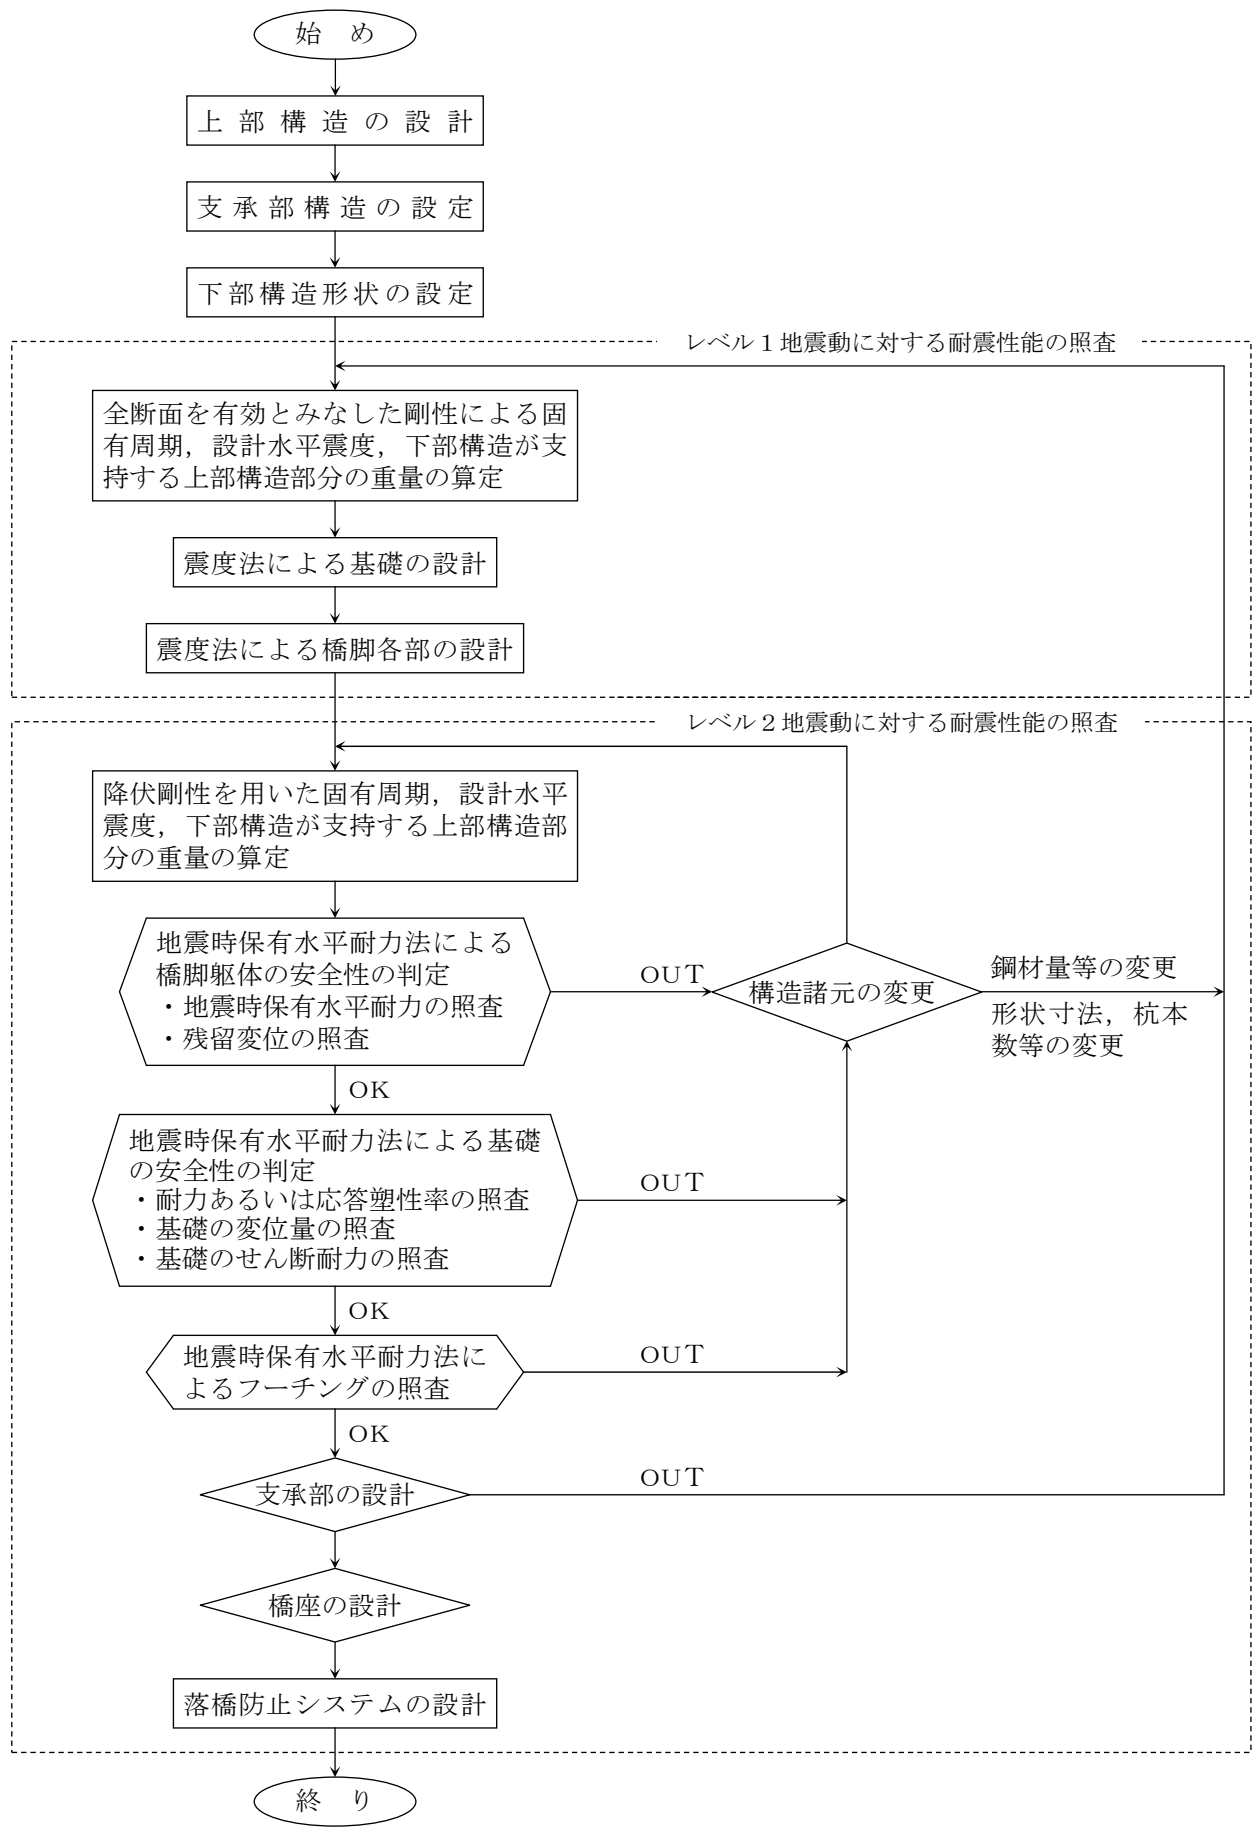 始　め
上部構造の設計
支承部構造の設定
下部構造形状の設定
レベル１地震動に対する耐震性能の照査
全断面を有効とみなした剛性による固
有周期，設計水平震度，下部構造が支
持する上部構造部分の重量の算定
震度法による基礎の設計
震度法による橋脚各部の設計
レベル２地震動に対する耐震性能の照査
降伏剛性を用いた固有周期，設計水平
震度，下部構造が支持する上部構造部
分の重量の算定
地震時保有水平耐力法による
橋脚躯体の安全性の判定
・地震時保有水平耐力の照査
・残留変位の照査
OUT
構造諸元の変更
鋼材量等の変更
形状寸法，杭本
数等の変更
OK
地震時保有水平耐力法による基礎
の安全性の判定
・耐力あるいは応答塑性率の照査
・基礎の変位量の照査
・基礎のせん断耐力の照査
OUT
OK
地震時保有水平耐力法に
よるフーチングの照査
OUT
OK
支承部の設計
OUT
橋座の設計
落橋防止システムの設計
終　り